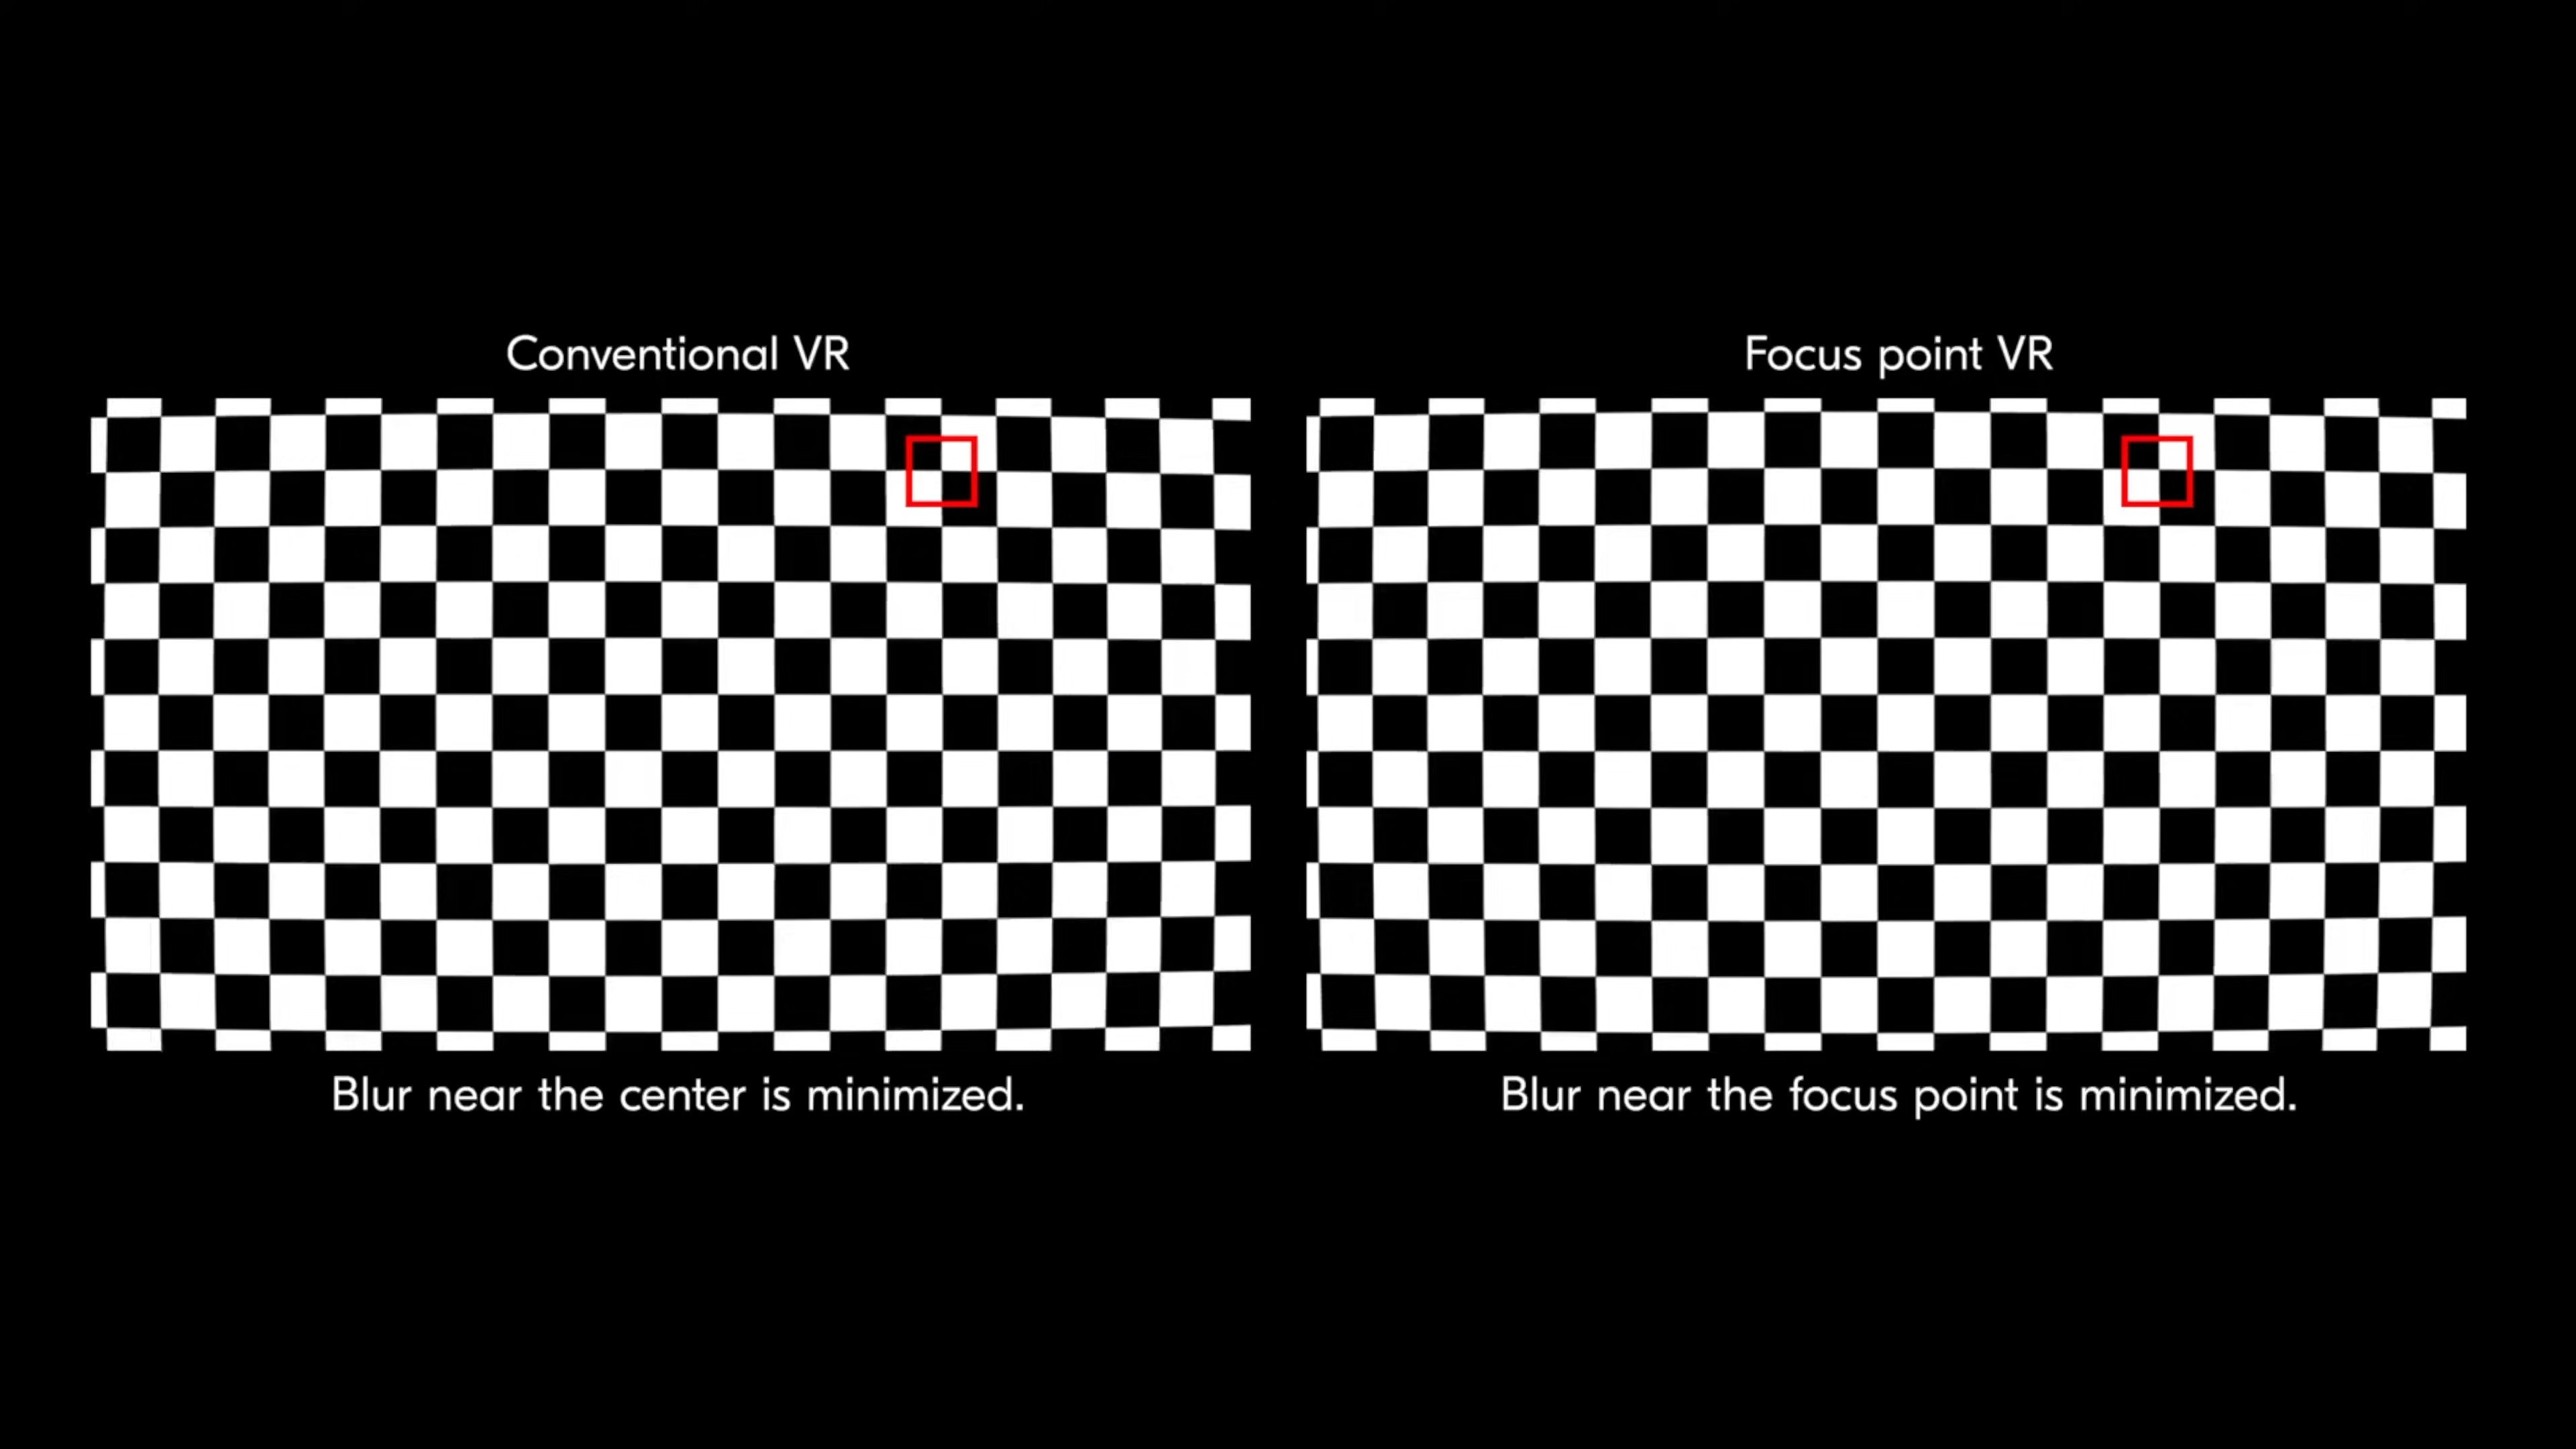 Conventional VR
Focus point VR
Blur near the center is minimized.
Blur near the focus point is minimized.